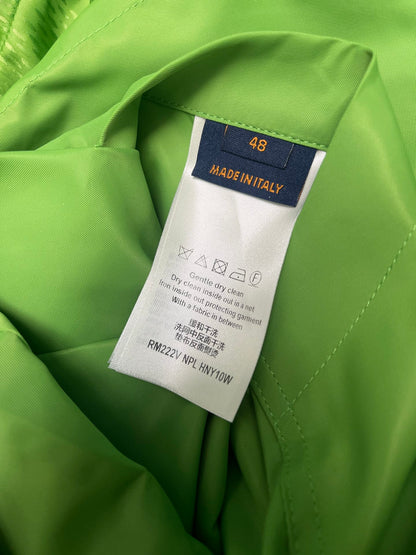 48
MADE IN ITALY
Gentle dry clean
Dry clean inside out in a net
Iron inside out protecting garment
With a fabric in between
缓和干洗
洗网中反面干洗
垫布反面熨烫
RM222V NPL HNY10W